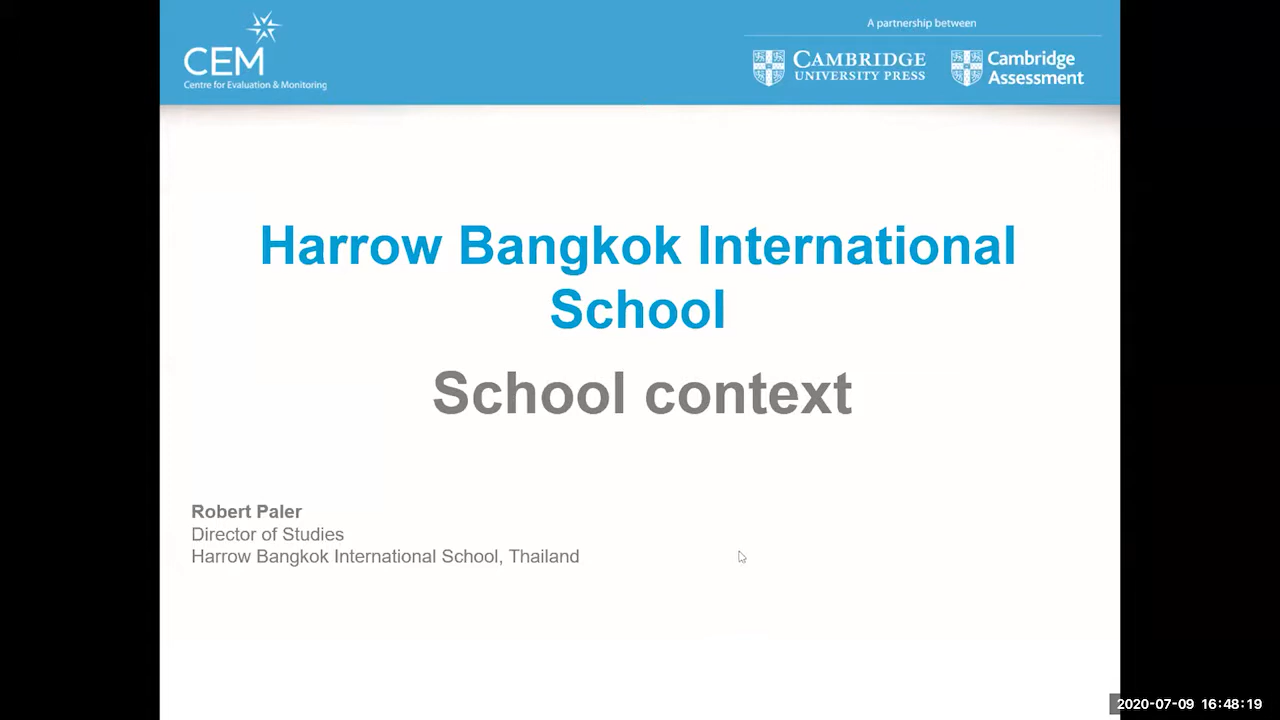 CEM
Centre for Evaluation & Monitoring
A partnership between
CAMBRIDGE
UNIVERSITY PRESS
Cambridge
Assessment
Harrow Bangkok International
School
School context
Robert Paler
Director of Studies
Harrow Bangkok International School, Thailand
2020-07-09 16:48:19